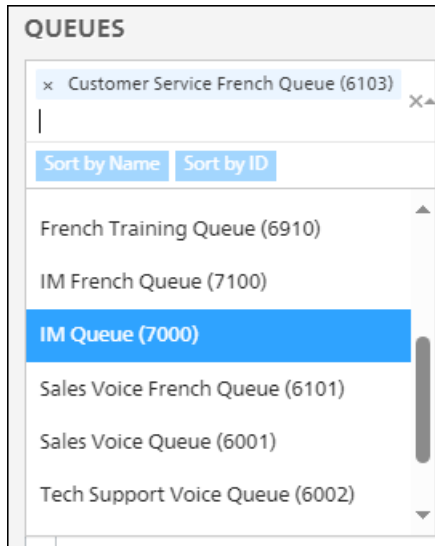 QUEUES
× Customer Service French Queue (6103)
Sort by Name Sort by ID
French Training Queue (6910)
IM French Queue (7100)
IM Queue (7000)
Sales Voice French Queue (6101)
Sales Voice Queue (6001)
Tech Support Voice Queue (6002)